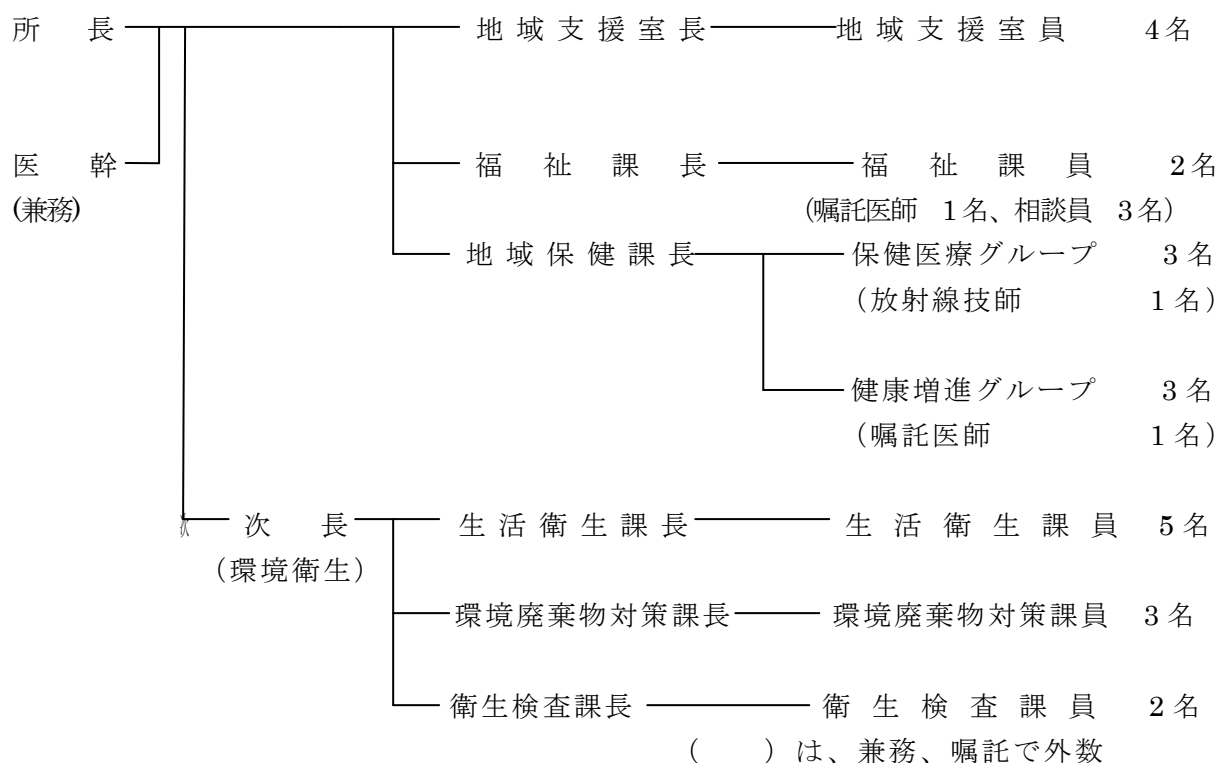 所長 地域支援室長 地域支援室員 4名
医幹 福祉課長 福祉課員 2名
(兼務) (嘱託医師 1名、相談員 3名)
地域保健課長 保健医療グループ 3名
(放射線技師 1名)
健康増進グループ 3名
(嘱託医師 1名)
次長 生活衛生課長 生活衛生課員 5名
(環境衛生)
環境廃棄物対策課長 環境廃棄物対策課員 3名
衛生検査課長 衛生検査課員 2名
( )は、兼務、嘱託で外数